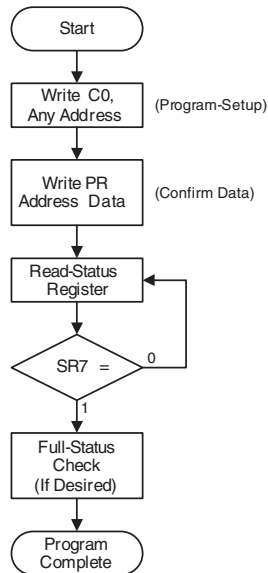 Start
Write C0,
Any Address
(Program-Setup)
Write PR
Address Data
(Confirm Data)
Read-Status
Register
SR7 =
0
1
Full-Status
Check
(If Desired)
Program
Complete